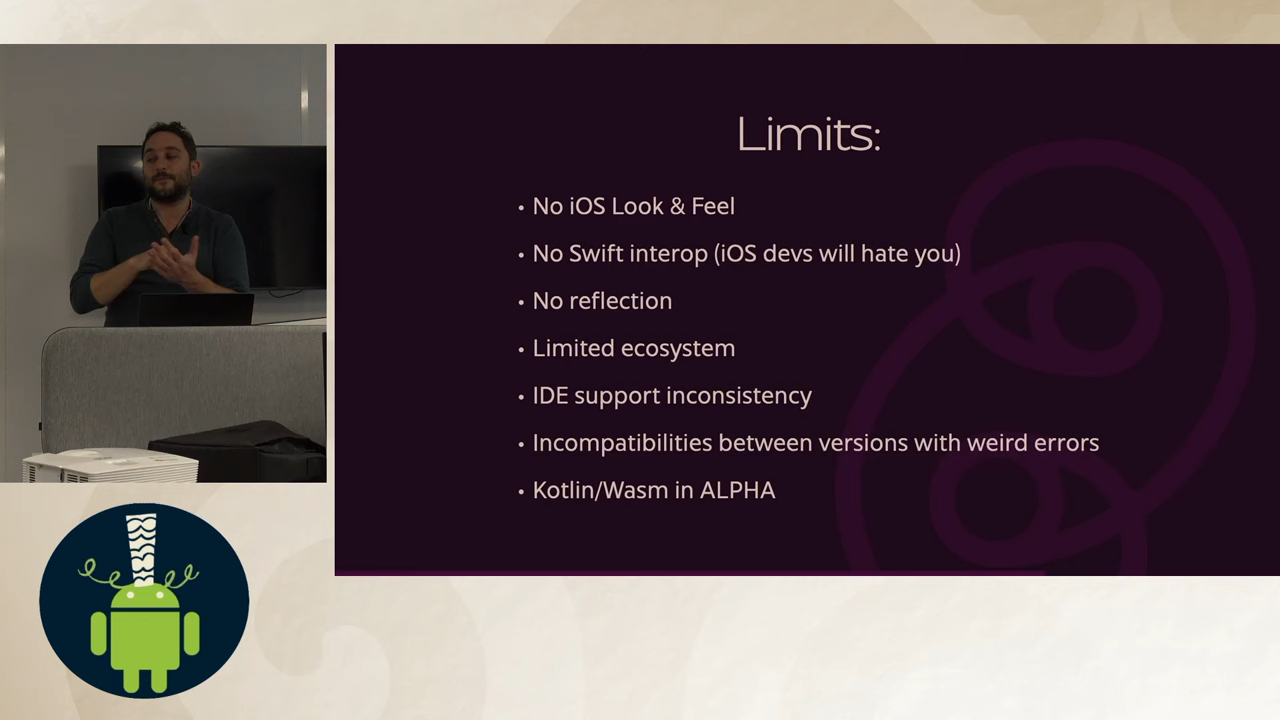 Limits:
• No iOS Look & Feel
• No Swift interop (iOS devs will hate you)
• No reflection
• Limited ecosystem
• IDE support inconsistency
• Incompatibilities between versions with weird errors
• Kotlin/Wasm in ALPHA